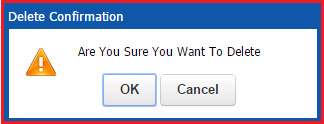 Delete Confirmation
Are You Sure You Want To Delete
OK
Cancel